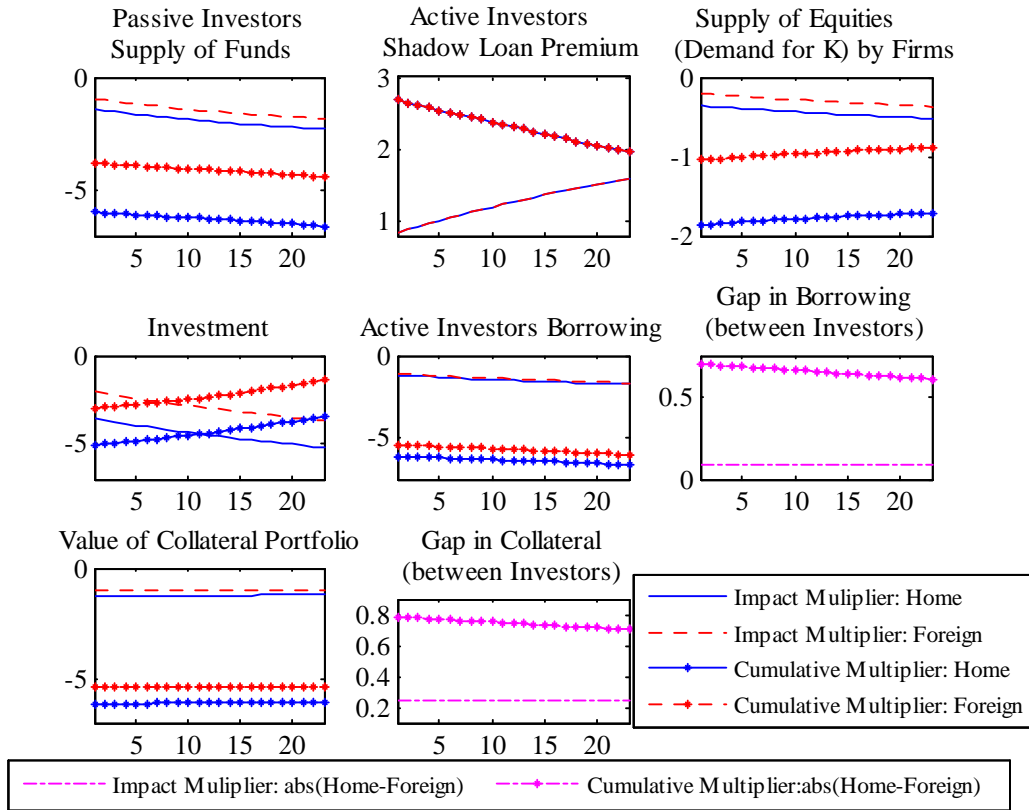 Passive Investors
Supply of Funds
0
-5
5 10 15 20
Active Investors
Shadow Loan Premium
3
2
1
5 10 15 20
Supply of Equities
(Demand for K) by Firms
0
-1
-2
5 10 15 20
Investment
0
-5
5 10 15 20
Active Investors Borrowing
0
-5
5 10 15 20
Gap in Borrowing
(between Investors)
0.5
0
5 10 15 20
Value of Collateral Portfolio
0
-5
5 10 15 20
Gap in Collateral
(between Investors)
0.8
0.6
0.4
0.2
5 10 15 20
Impact Muliplier: Home
Impact Multiplier: Foreign
Cumulative Multiplier: Home
Cumulative Multiplier: Foreign
Impact Muliplier: abs(Home-Foreign)
Cumulative Multiplier:abs(Home-Foreign)